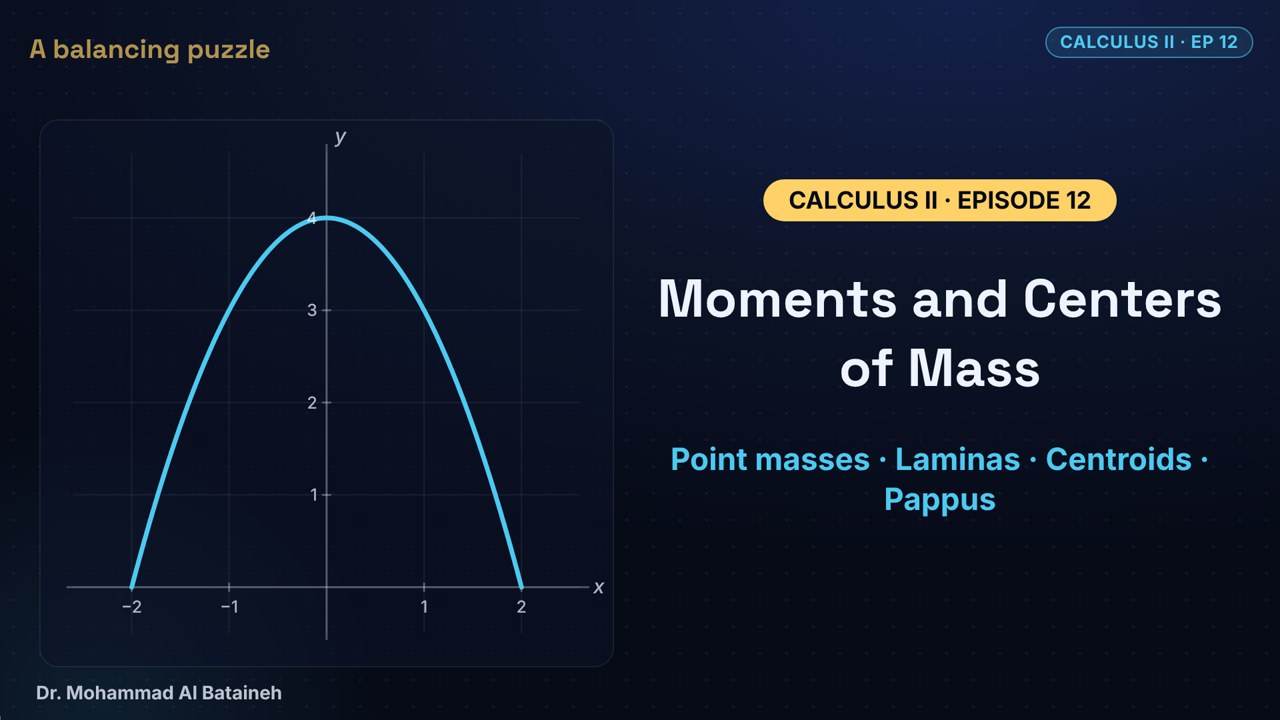 A balancing puzzle
CALCULUS II · EP 12
y
4
3
2
1
x
−2
−1
1
2
CALCULUS II · EPISODE 12
Moments and Centers
of Mass
Point masses · Laminas · Centroids ·
Pappus
Dr. Mohammad Al Bataineh